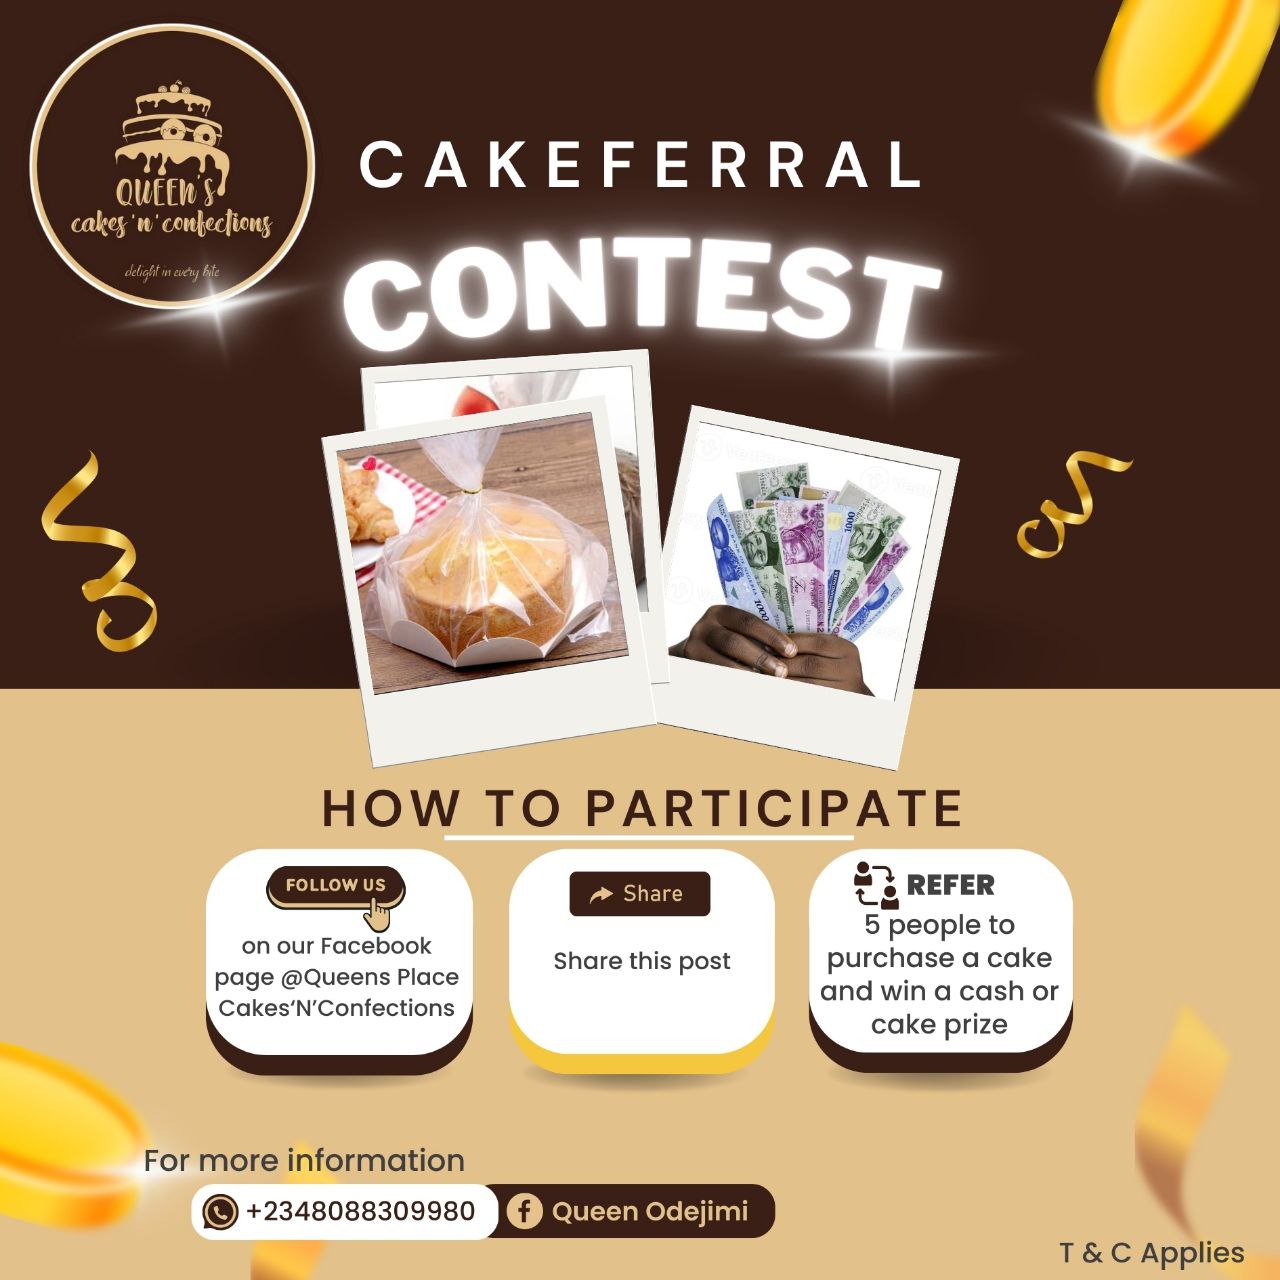 QUEEN'S
cakes 'n' confections
delight in every bite
CAKEFERRAL
CONTEST
1000
1000
HOW TO PARTICIPATE
FOLLOW US
on our Facebook
page @Queens Place
Cakes‘N’Confections
Share
Share this post
REFER
5 people to
purchase a cake
and win a cash or
cake prize
For more information
+2348088309980
Queen Odejimi
T & C Applies